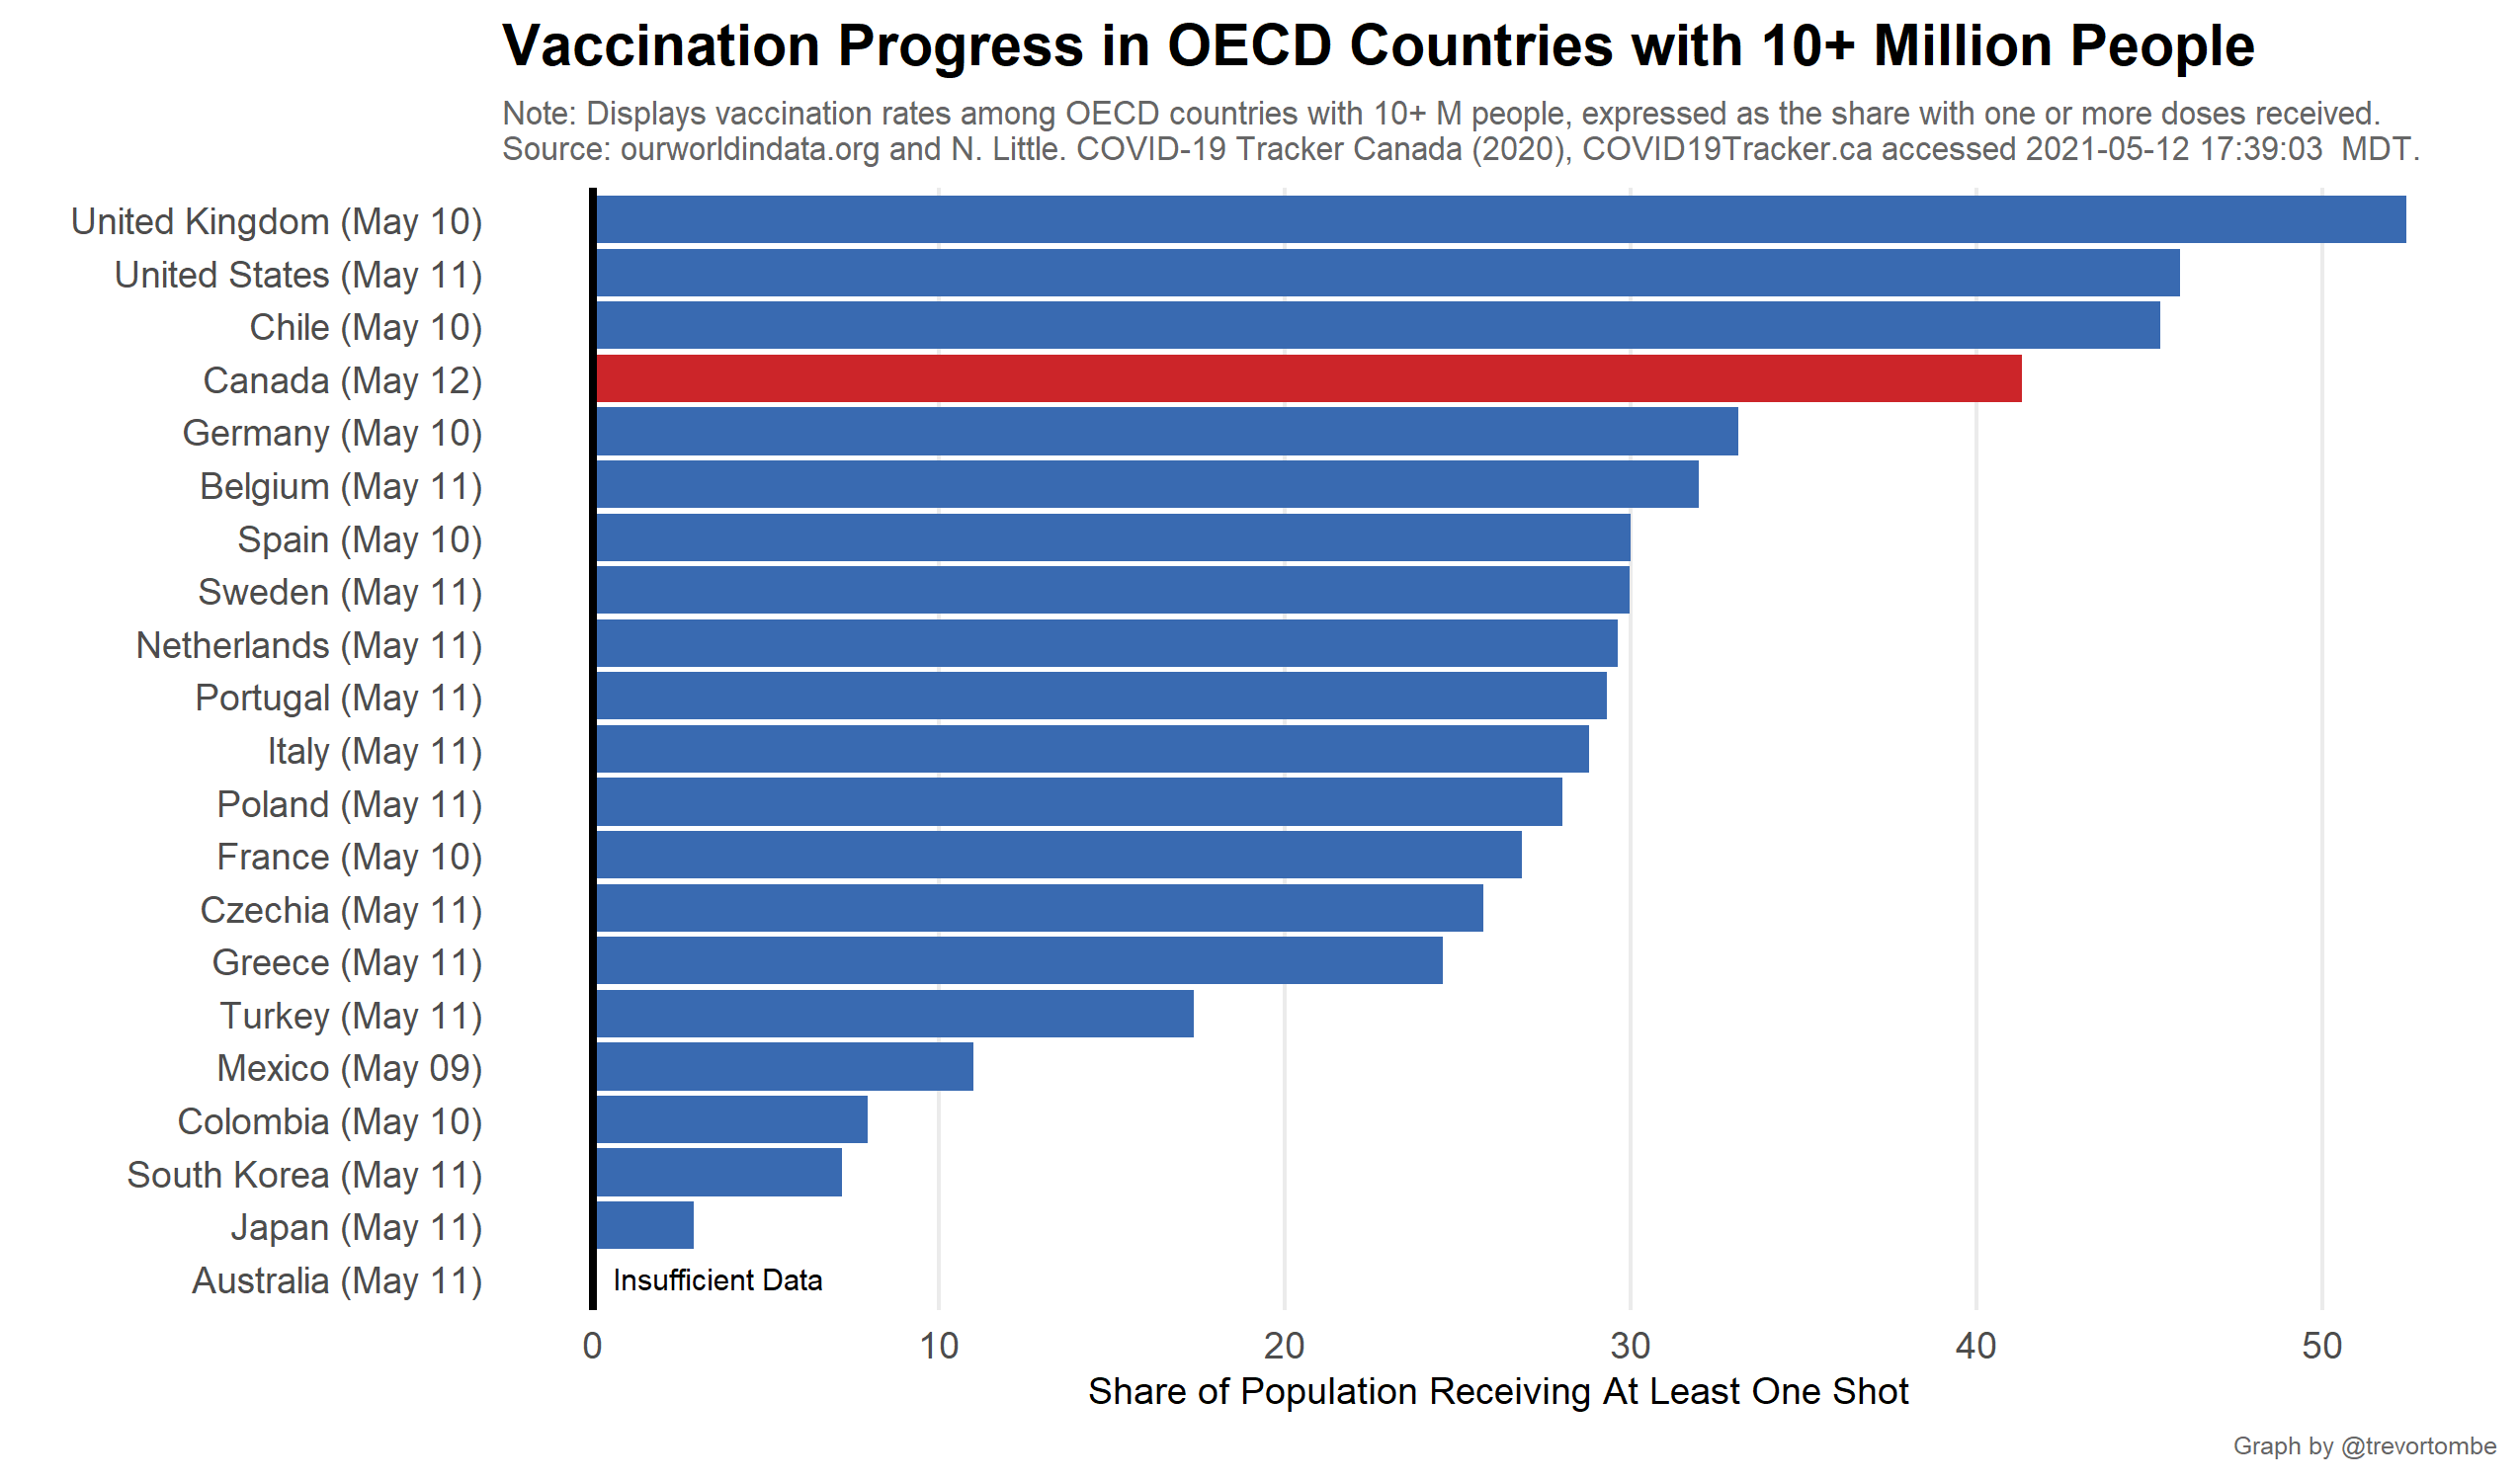 Vaccination Progress in OECD Countries with 10+ Million People
Note: Displays vaccination rates among OECD countries with 10+ M people, expressed as the share with one or more doses received.
Source: ourworldindata.org and N. Little. COVID-19 Tracker Canada (2020), COVID19Tracker.ca accessed 2021-05-12 17:39:03  MDT.
United Kingdom (May 10)
United States (May 11)
Chile (May 10)
Canada (May 12)
Germany (May 10)
Belgium (May 11)
Spain (May 10)
Sweden (May 11)
Netherlands (May 11)
Portugal (May 11)
Italy (May 11)
Poland (May 11)
France (May 10)
Czechia (May 11)
Greece (May 11)
Turkey (May 11)
Mexico (May 09)
Colombia (May 10)
South Korea (May 11)
Japan (May 11)
Australia (May 11) Insufficient Data
0 10 20 30 40 50
Share of Population Receiving At Least One Shot
Graph by @trevortombe